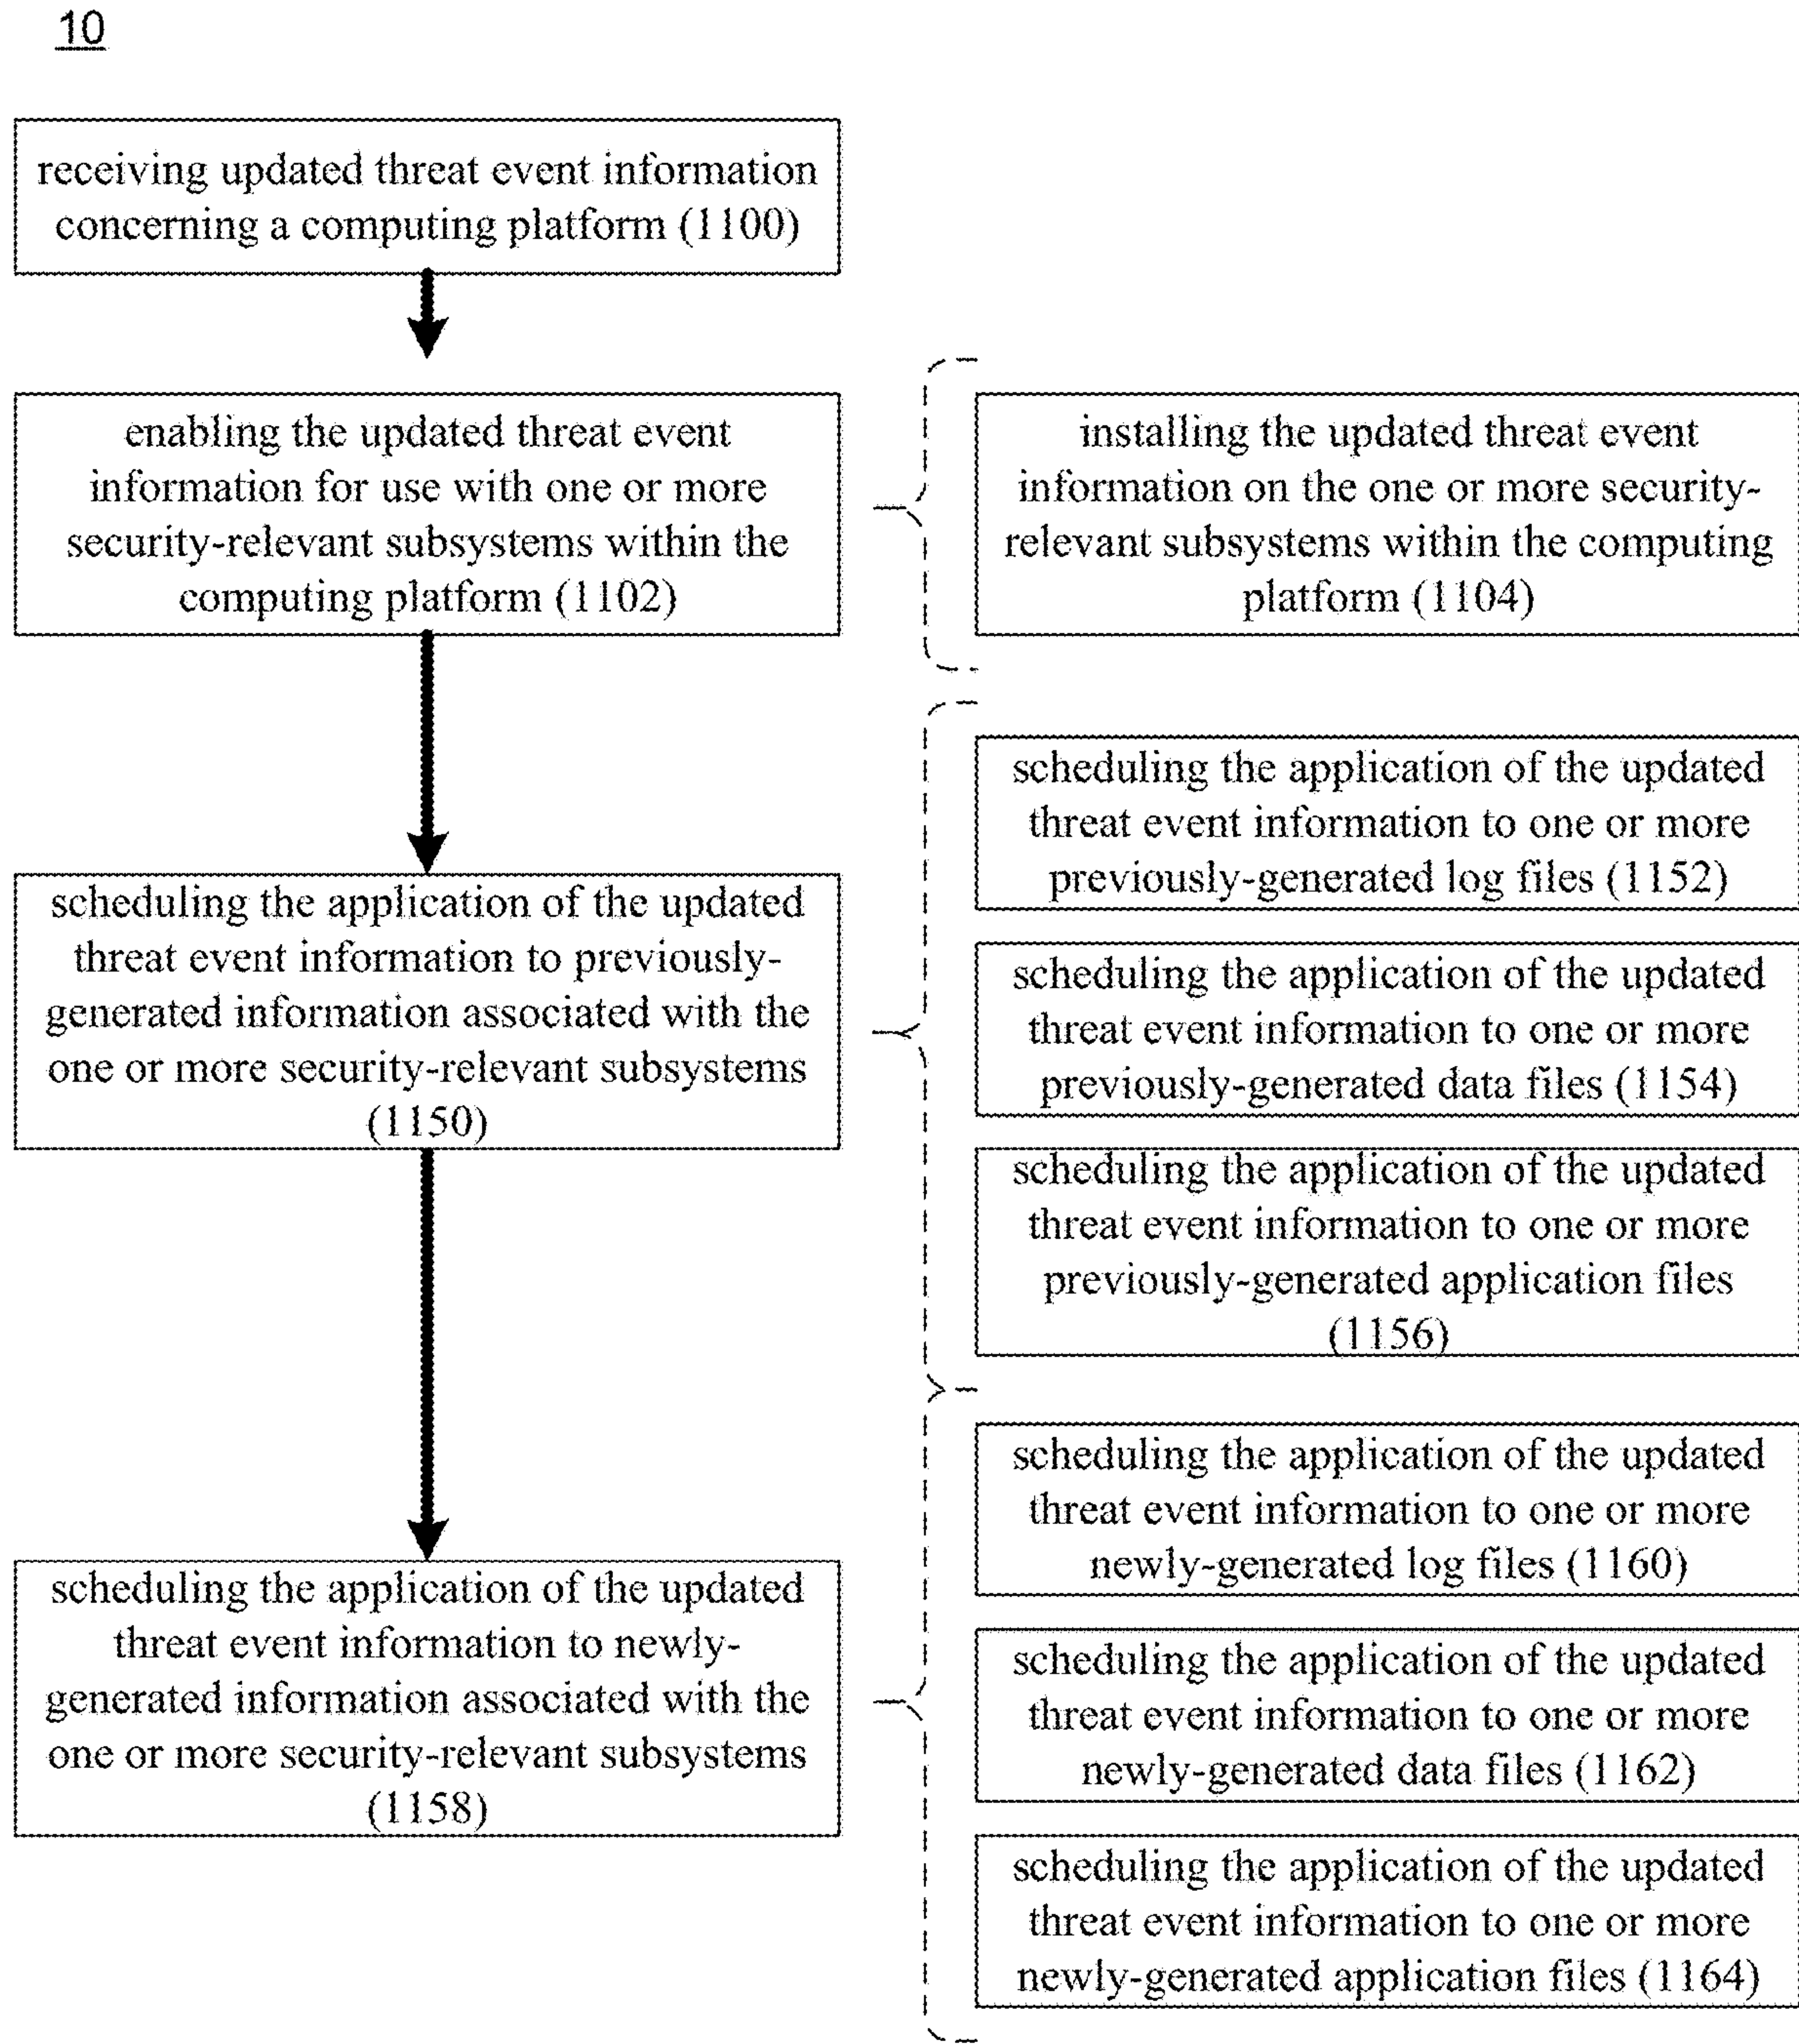 10
receiving updated threat event information
concerning a computing platform (1100)
enabling the updated threat event
information for use with one or more
security-relevant subsystems within the
computing platform (1102)
installing the updated threat event
information on the one or more security-
relevant subsystems within the computing
platform (1104)
scheduling the application of the updated
threat event information to previously-
generated information associated with the
one or more security-relevant subsystems
(1150)
scheduling the application of the updated
threat event information to one or more
previously-generated log files (1152)
scheduling the application of the updated
threat event information to one or more
previously-generated data files (1154)
scheduling the application of the updated
threat event information to one or more
previously-generated application files
(1156)
scheduling the application of the updated
threat event information to newly-
generated information associated with the
one or more security-relevant subsystems
(1158)
scheduling the application of the updated
threat event information to one or more
newly-generated log files (1160)
scheduling the application of the updated
threat event information to one or more
newly-generated data files (1162)
scheduling the application of the updated
threat event information to one or more
newly-generated application files (1164)